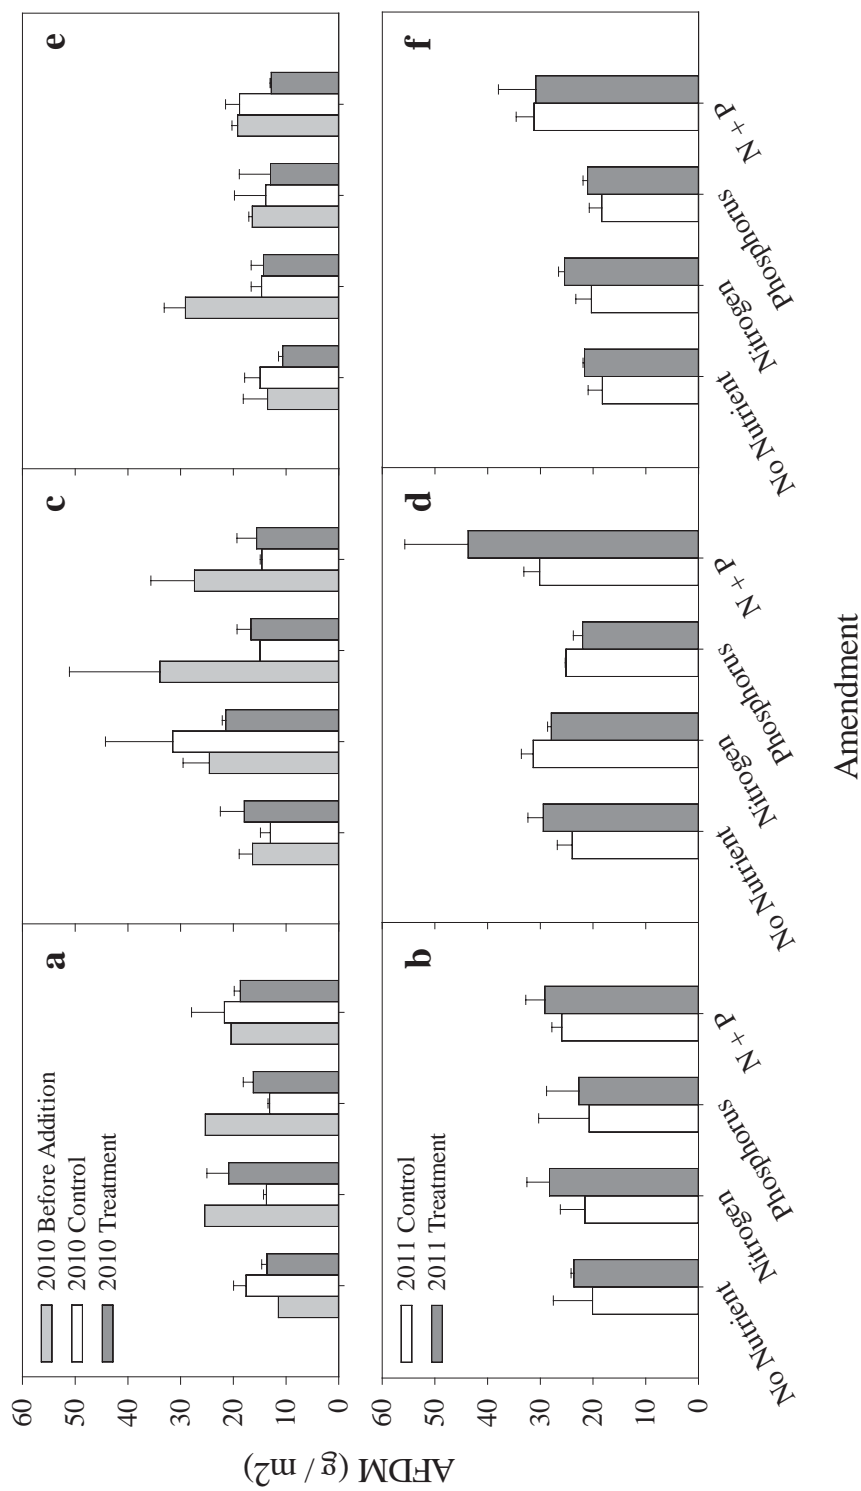 a
c
e
2010 Before Addition
2010 Control
2010 Treatment
60
50
40
30
20
10
0
b
d
f
2011 Control
2011 Treatment
60
50
40
30
20
10
0
AFDM (g / m2)
No Nutrient
Nitrogen
Phosphorus
N + P
No Nutrient
Nitrogen
Phosphorus
N + P
No Nutrient
Nitrogen
Phosphorus
N + P
Amendment